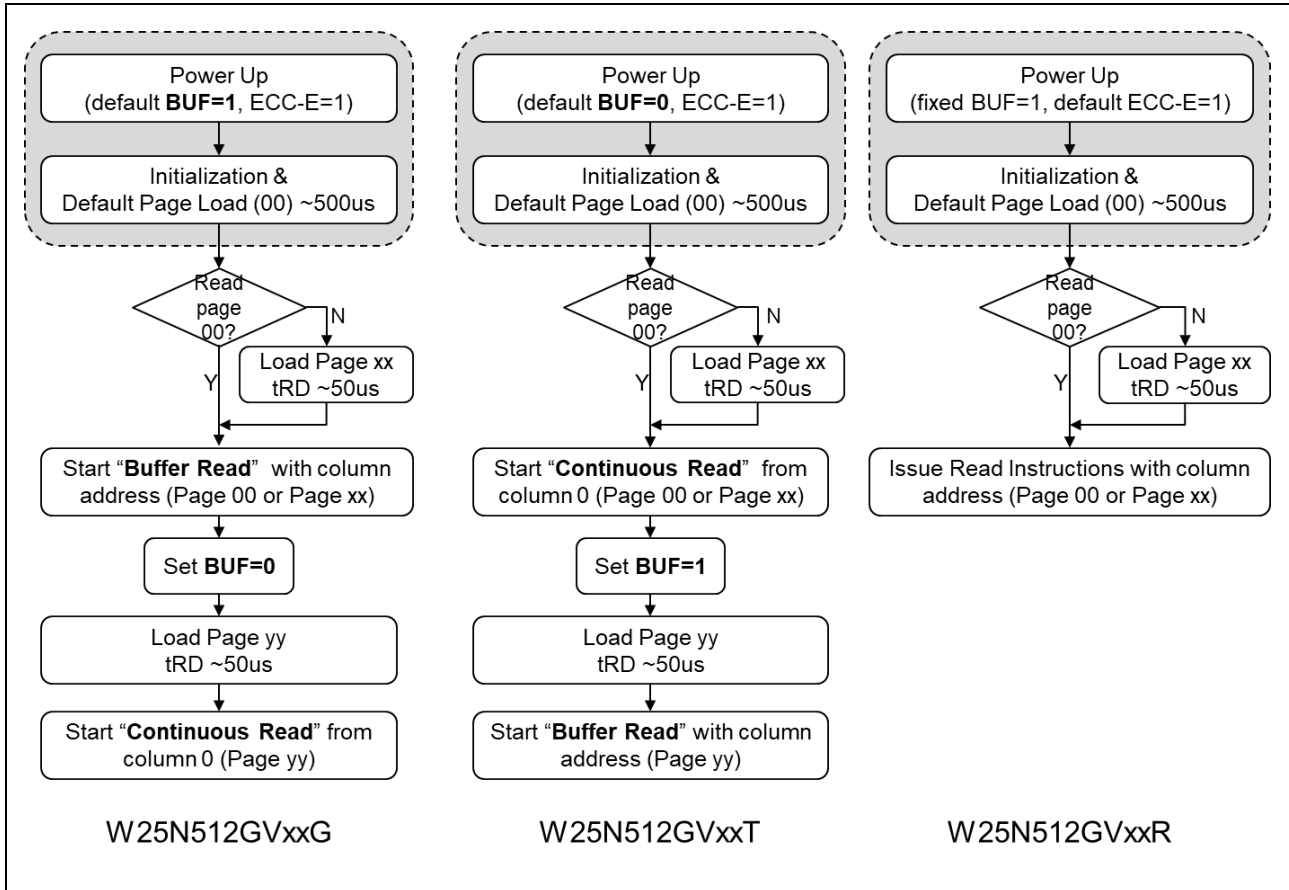 Power Up
(default BUF=1, ECC-E=1)
Initialization &
Default Page Load (00) ~500us
Read
page
00?
N
Load Page xx
tRD ~50us
Y
Start “Buffer Read” with column
address (Page 00 or Page xx)
Set BUF=0
Load Page yy
tRD ~50us
Start “Continuous Read” from
column 0 (Page yy)
W25N512GVxxG
Power Up
(default BUF=0, ECC-E=1)
Initialization &
Default Page Load (00) ~500us
Read
page
00?
N
Load Page xx
tRD ~50us
Y
Start “Continuous Read” from
column 0 (Page 00 or Page xx)
Set BUF=1
Load Page yy
tRD ~50us
Start “Buffer Read” with column
address (Page yy)
W25N512GVxxT
Power Up
(fixed BUF=1, default ECC-E=1)
Initialization &
Default Page Load (00) ~500us
Read
page
00?
N
Load Page xx
tRD ~50us
Y
Issue Read Instructions with column
address (Page 00 or Page xx)
W25N512GVxxR